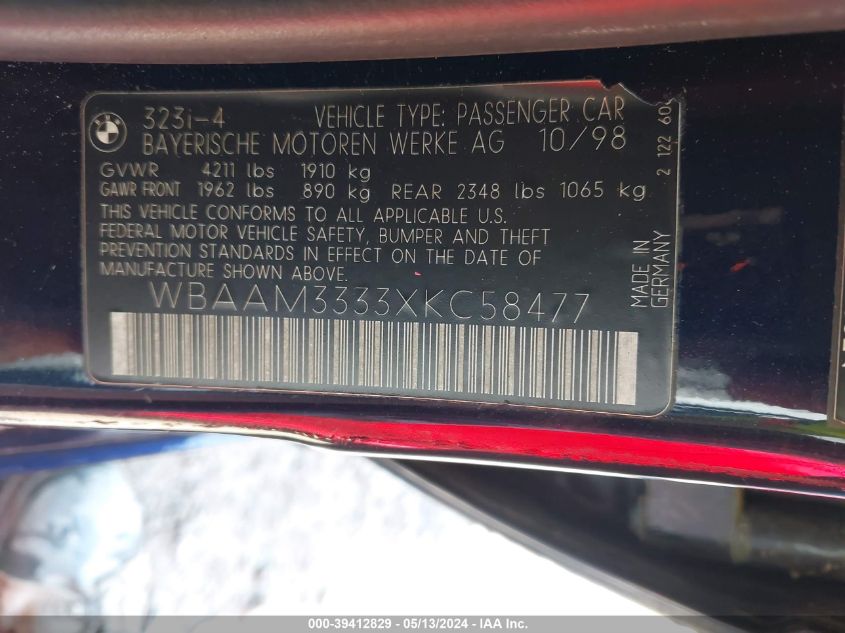 BMW
323i-4 VEHICLE TYPE: PASSENGER CAR
BAYERISCHE MOTOREN WERKE AG 10/98
GVWR 4211 lbs 1910 kg
GAWR FRONT 1962 lbs 890 kg REAR 2348 lbs 1065 kg
THIS VEHICLE CONFORMS TO ALL APPLICABLE U.S.
FEDERAL MOTOR VEHICLE SAFETY, BUMPER AND THEFT
PREVENTION STANDARDS IN EFFECT ON THE DATE OF
MANUFACTURE SHOWN ABOVE.
WBAAM3333XKC58477
MADE IN
GERMANY
2 122 60
000-39412829 - 05/13/2024 - IAA Inc.